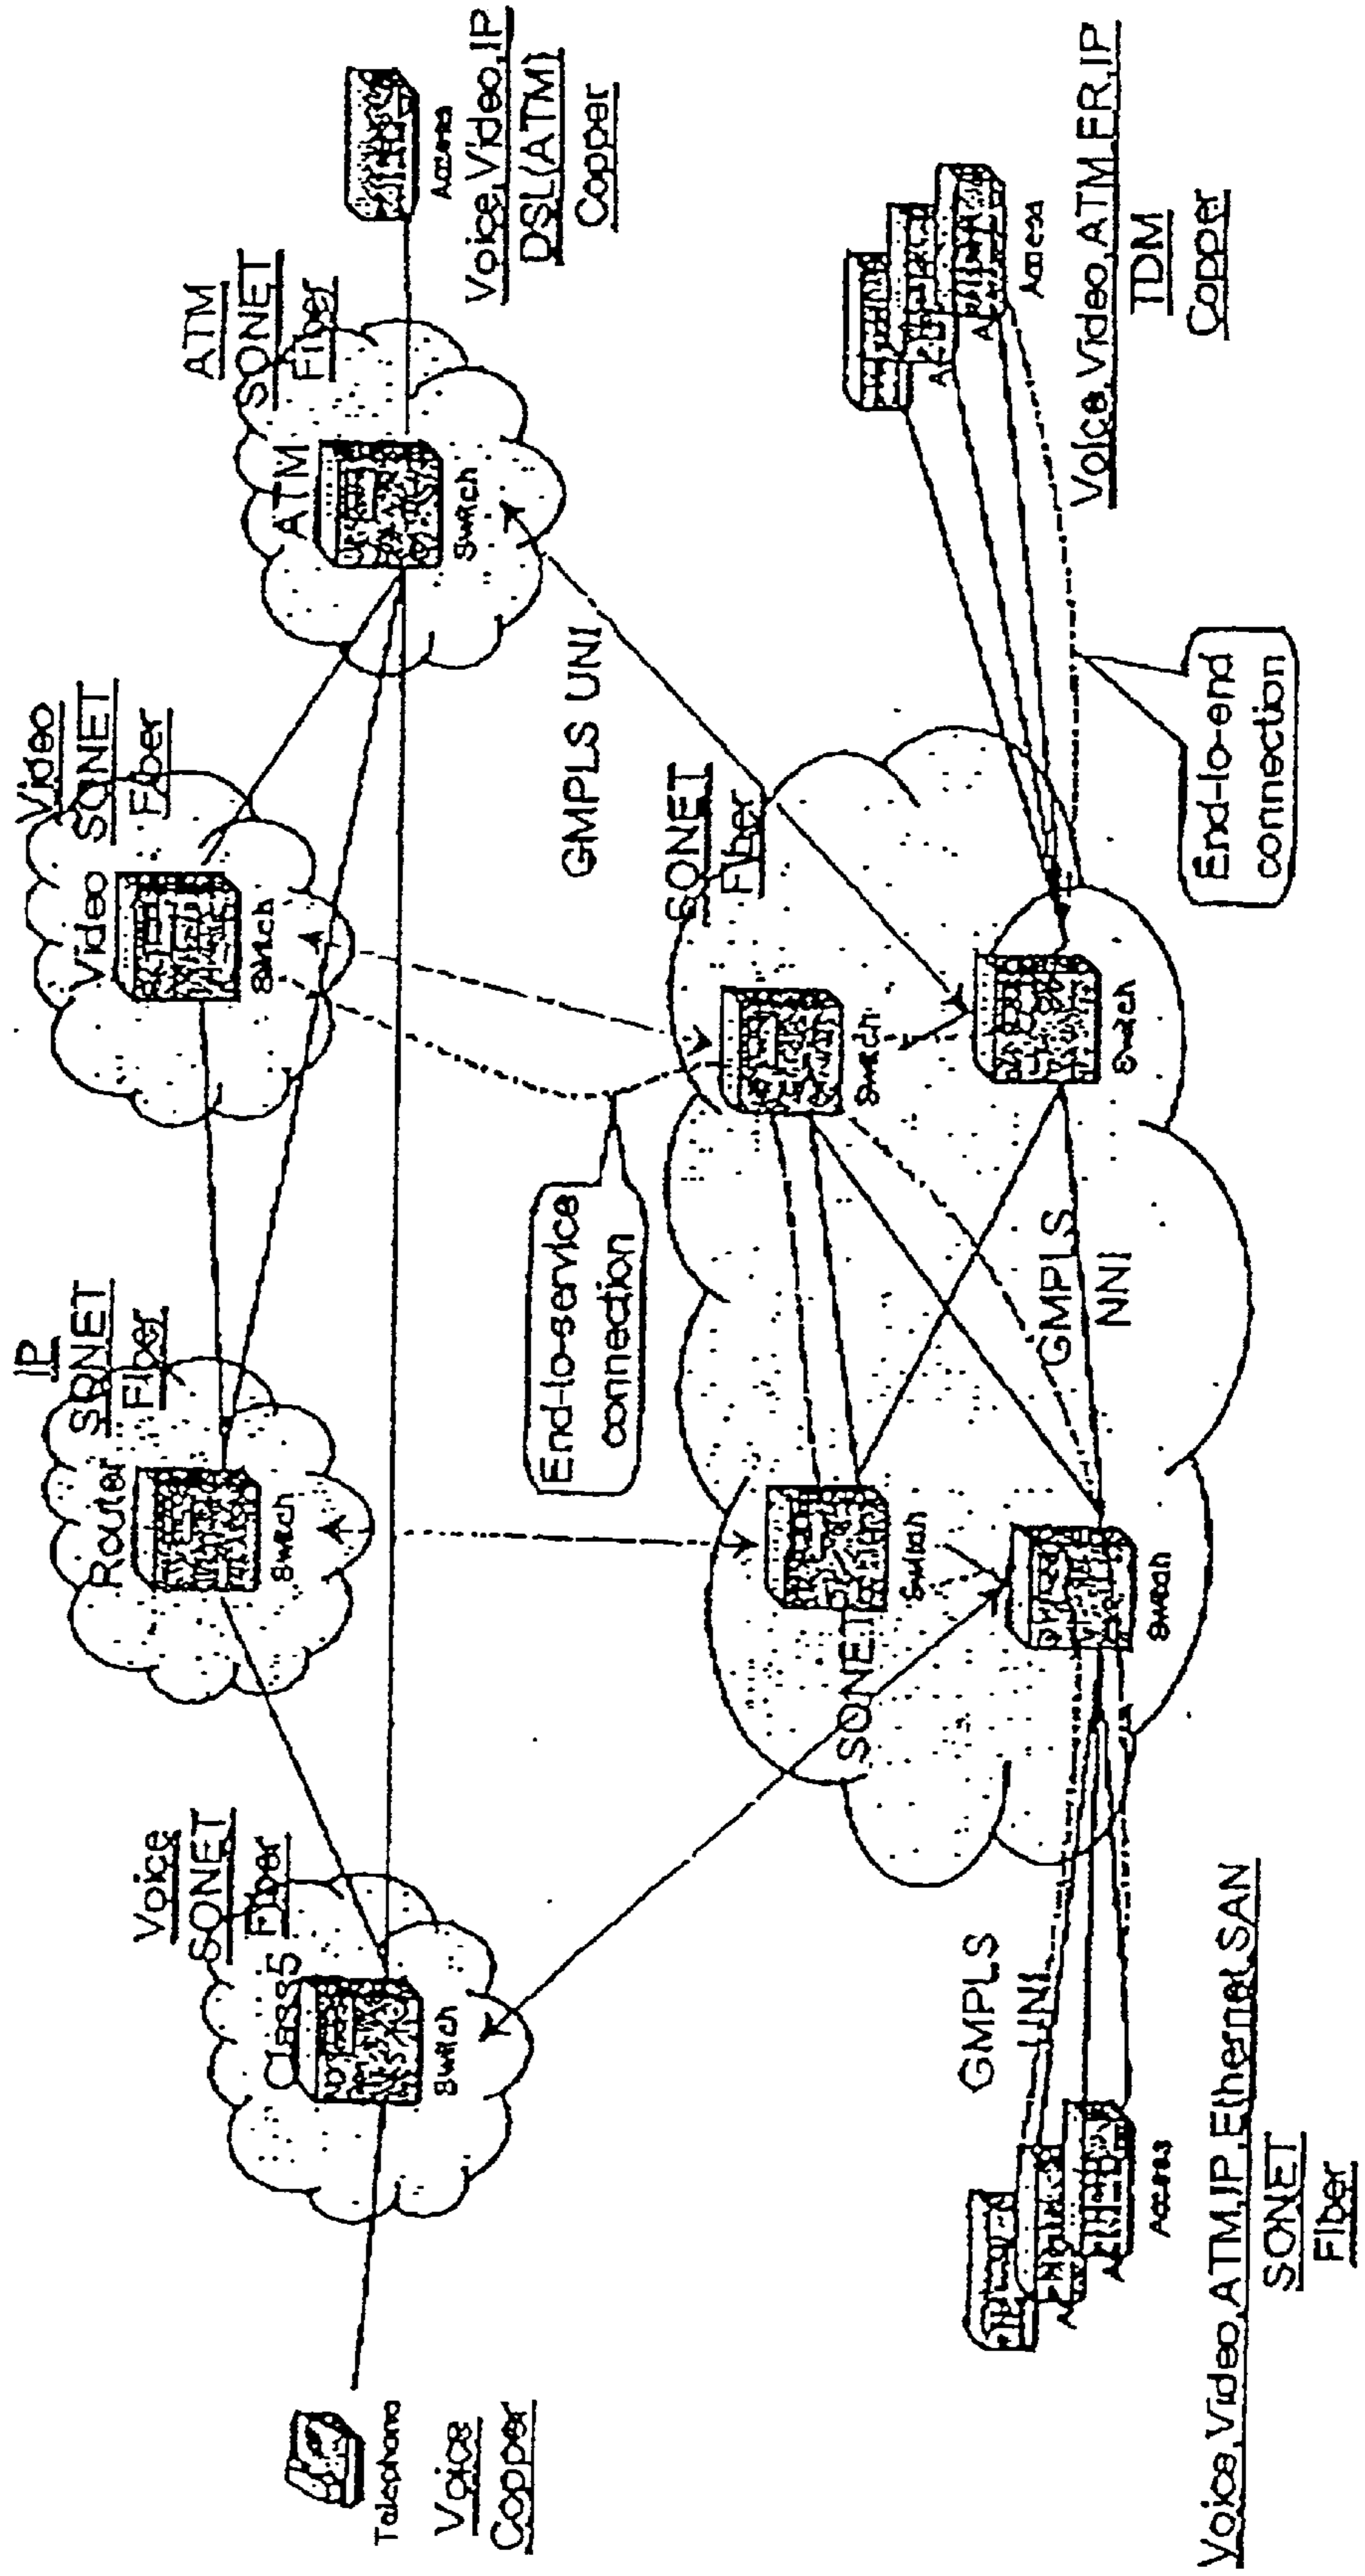 Voice
SONET
Fiber
Class5
Switch
IP
SONET
Fiber
Router
Switch
Video
SONET
Fiber
Video
Switch
ATM
SONET
Fiber
ATM
Switch
Telephone
Voice
Copper
Access
Voice,Video,IP
DSL(ATM)
Copper
End-to-service
connection
GMPLS UNI
SONET
Fiber
SONET
Switch
Switch
Switch
Switch
GMPLS
NNI
GMPLS
UNI
A
A
Access
Voice,Video,ATM,IP,Ethernet,SAN
SONET
Fiber
End-to-end
connection
A
A
Access
Voice,Video,ATM,FR,IP
TDM
Copper